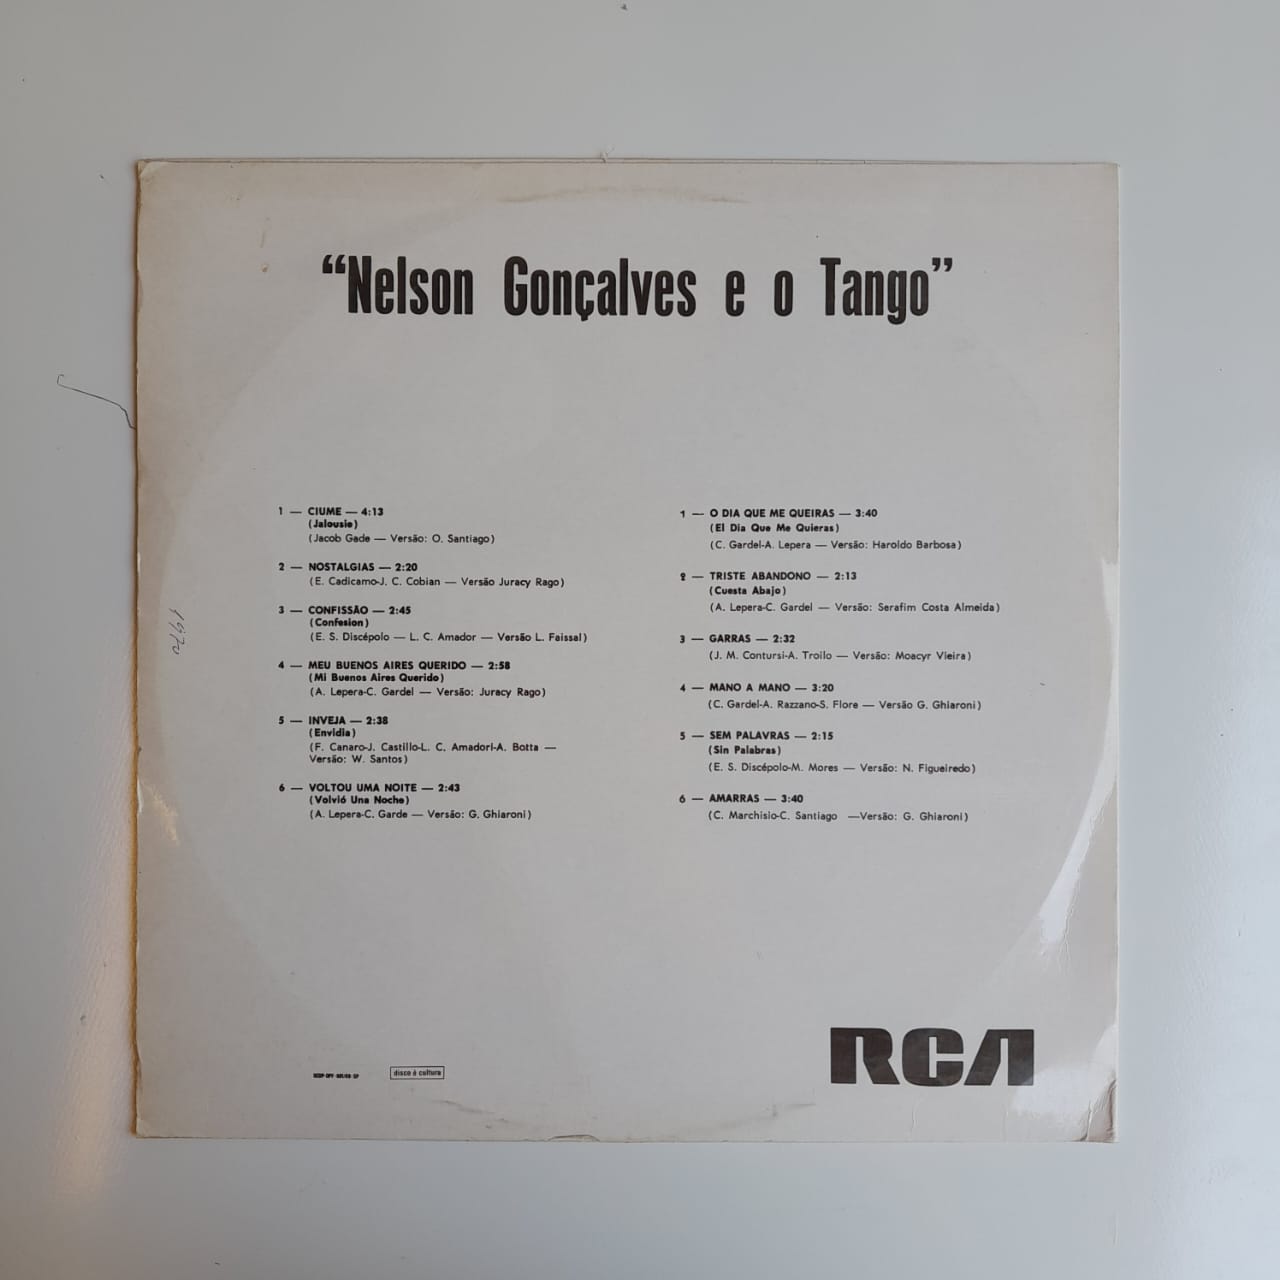 “Nelson Gonçalves e o Tango”
1 — CIUME — 4:13
(Jalousie)
(Jacob Gade — Versão: O. Santiago)
2 — NOSTALGIAS — 2:20
(E. Cadicamo-J. C. Cobian — Versão Juracy Rago)
3 — CONFISSÃO — 2:45
(Confesion)
(E. S. Discépolo — L. C. Amador — Versão L. Faissal)
4 — MEU BUENOS AIRES QUERIDO — 2:58
(Mi Buenos Aires Querido)
(A. Lepera-C. Gardel — Versão: Juracy Rago)
5 — INVEJA — 2:38
(Envidia)
(F. Canaro-J. Castillo-L. C. Amadori-A. Botta —
Versão: W. Santos)
6 — VOLTOU UMA NOITE — 2:43
(Volvió Una Noche)
(A. Lepera-C. Garde — Versão: G. Ghiaroni)
1 — O DIA QUE ME QUEIRAS — 3:40
(El Dia Que Me Quieras)
(C. Gardel-A. Lepera — Versão: Haroldo Barbosa)
2 — TRISTE ABANDONO — 2:13
(Cuesta Abajo)
(A. Lepera-C. Gardel — Versão: Serafim Costa Almeida)
3 — GARRAS — 2:32
(J. M. Contursi-A. Troilo — Versão: Moacyr Vieira)
4 — MANO A MANO — 3:20
(C. Gardel-A. Razzano-S. Flore — Versão G. Ghiaroni)
5 — SEM PALAVRAS — 2:15
(Sin Palabras)
(E. S. Discépolo-M. Mores — Versão: N. Figueiredo)
6 — AMARRAS — 3:40
(C. Marchisio-C. Santiago —Versão: G. Ghiaroni)
disco é cultura
RCA